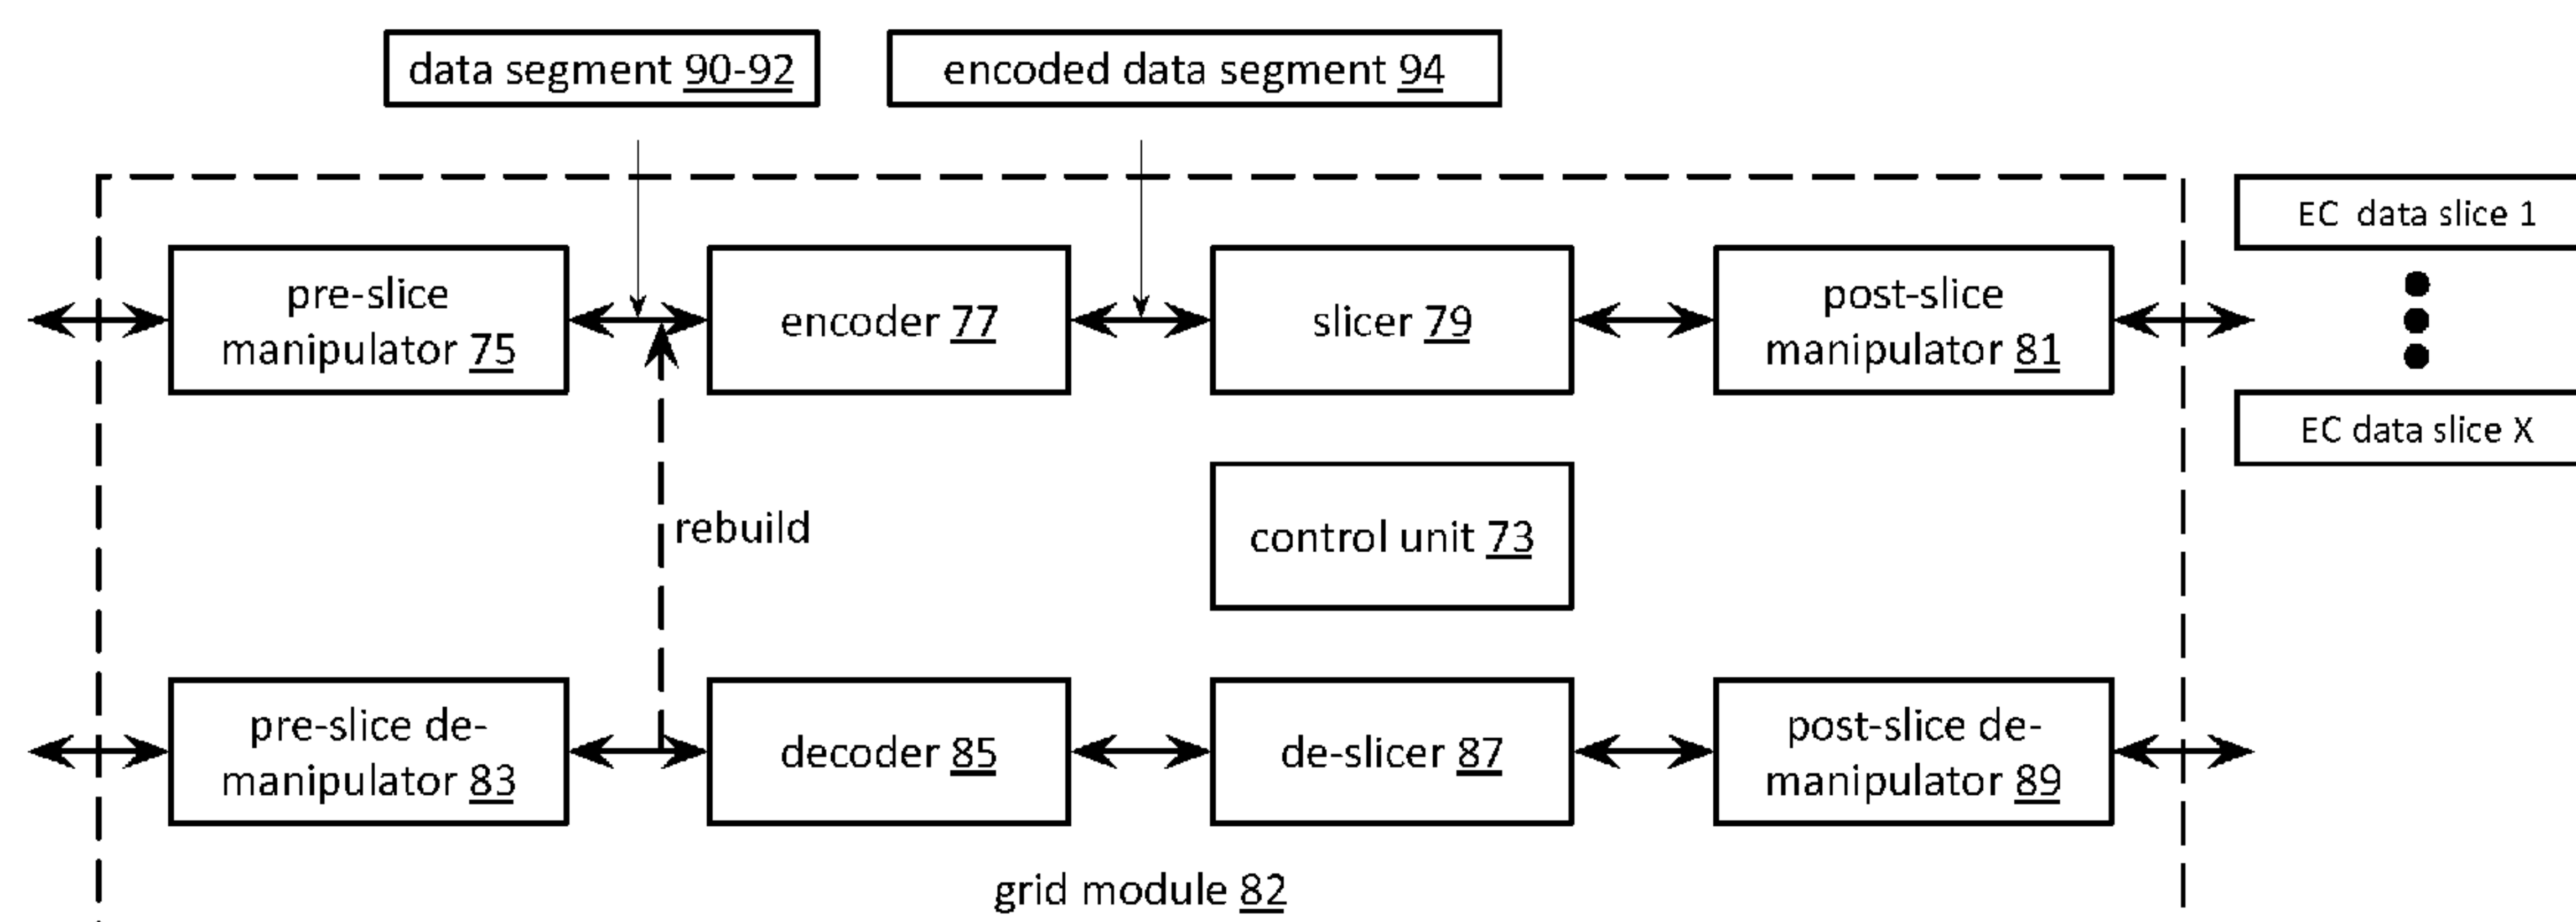 data segment 90-92
encoded data segment 94
EC data slice 1
pre-slice
manipulator 75
encoder 77
slicer 79
post-slice
manipulator 81
EC data slice X
rebuild
control unit 73
pre-slice de-
manipulator 83
decoder 85
de-slicer 87
post-slice de-
manipulator 89
grid module 82